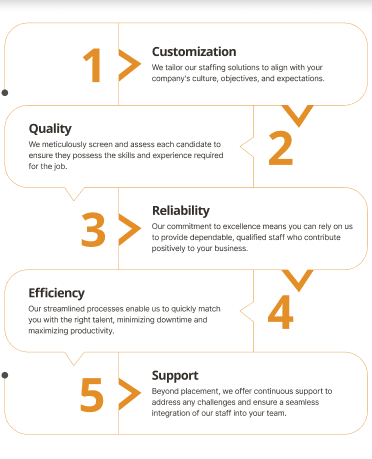 1
Customization
We tailor our staffing solutions to align with your
company's culture, objectives, and expectations.
Quality
We meticulously screen and assess each candidate to
ensure they possess the skills and experience required
for the job.
2
3
Reliability
Our commitment to excellence means you can rely on us
to provide dependable, qualified staff who contribute
positively to your business.
Efficiency
Our streamlined processes enable us to quickly match
you with the right talent, minimizing downtime and
maximizing productivity.
4
5
Support
Beyond placement, we offer continuous support to
address any challenges and ensure a seamless
integration of our staff into your team.